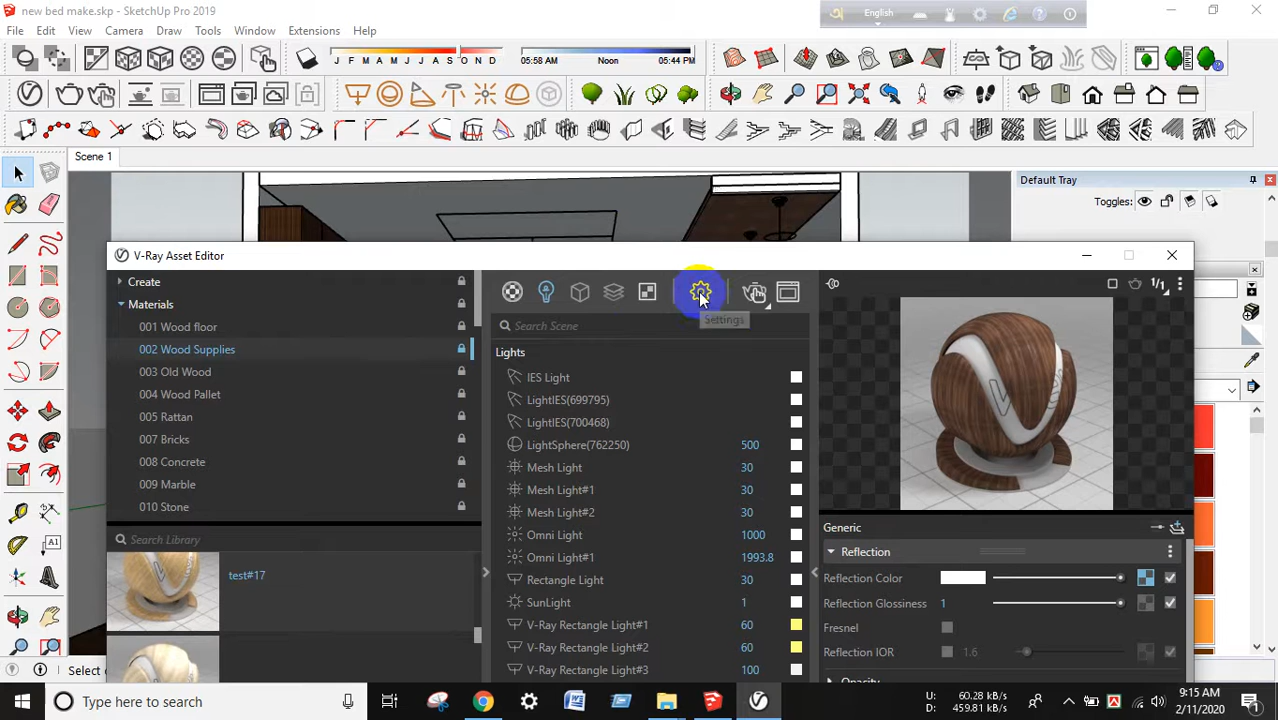 new bed make.skp - SketchUp Pro 2019
English
File Edit View Camera Draw Tools Window Extensions Help
J F M A M J J A S O N D
05:58 AM Noon 05:44 PM
Scene 1
Default Tray
Toggles:
V-Ray Asset Editor
Create
Materials
001 Wood floor
002 Wood Supplies
003 Old Wood
004 Wood Pallet
005 Rattan
007 Bricks
008 Concrete
009 Marble
010 Stone
Search Library
test#17
Settings
Search Scene
Lights
IES Light
LightIES(699795)
LightIES(700468)
LightSphere(762250) 500
Mesh Light 30
Mesh Light#1 30
Mesh Light#2 30
Omni Light 1000
Omni Light#1 1993.8
Rectangle Light 30
SunLight 1
V-Ray Rectangle Light#1 60
V-Ray Rectangle Light#2 60
V-Ray Rectangle Light#3 100
1/1
Generic
Reflection
Reflection Color
Reflection Glossiness 1
Fresnel
Reflection IOR 1.6
Opacity
Select
Type here to search
U: 60.28 kB/s
D: 459.81 kB/s
9:15 AM
2/11/2020